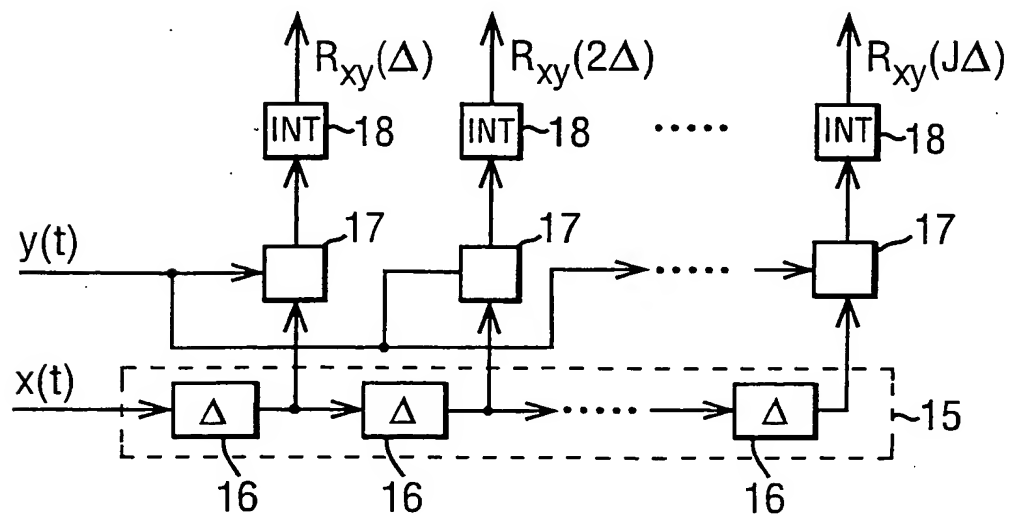 R_xy(Δ) R_xy(2Δ) R_xy(JΔ)
INT 18 INT 18 ..... INT 18
17 17 17
y(t) .....
x(t)
Δ Δ ..... Δ 15
16 16 16